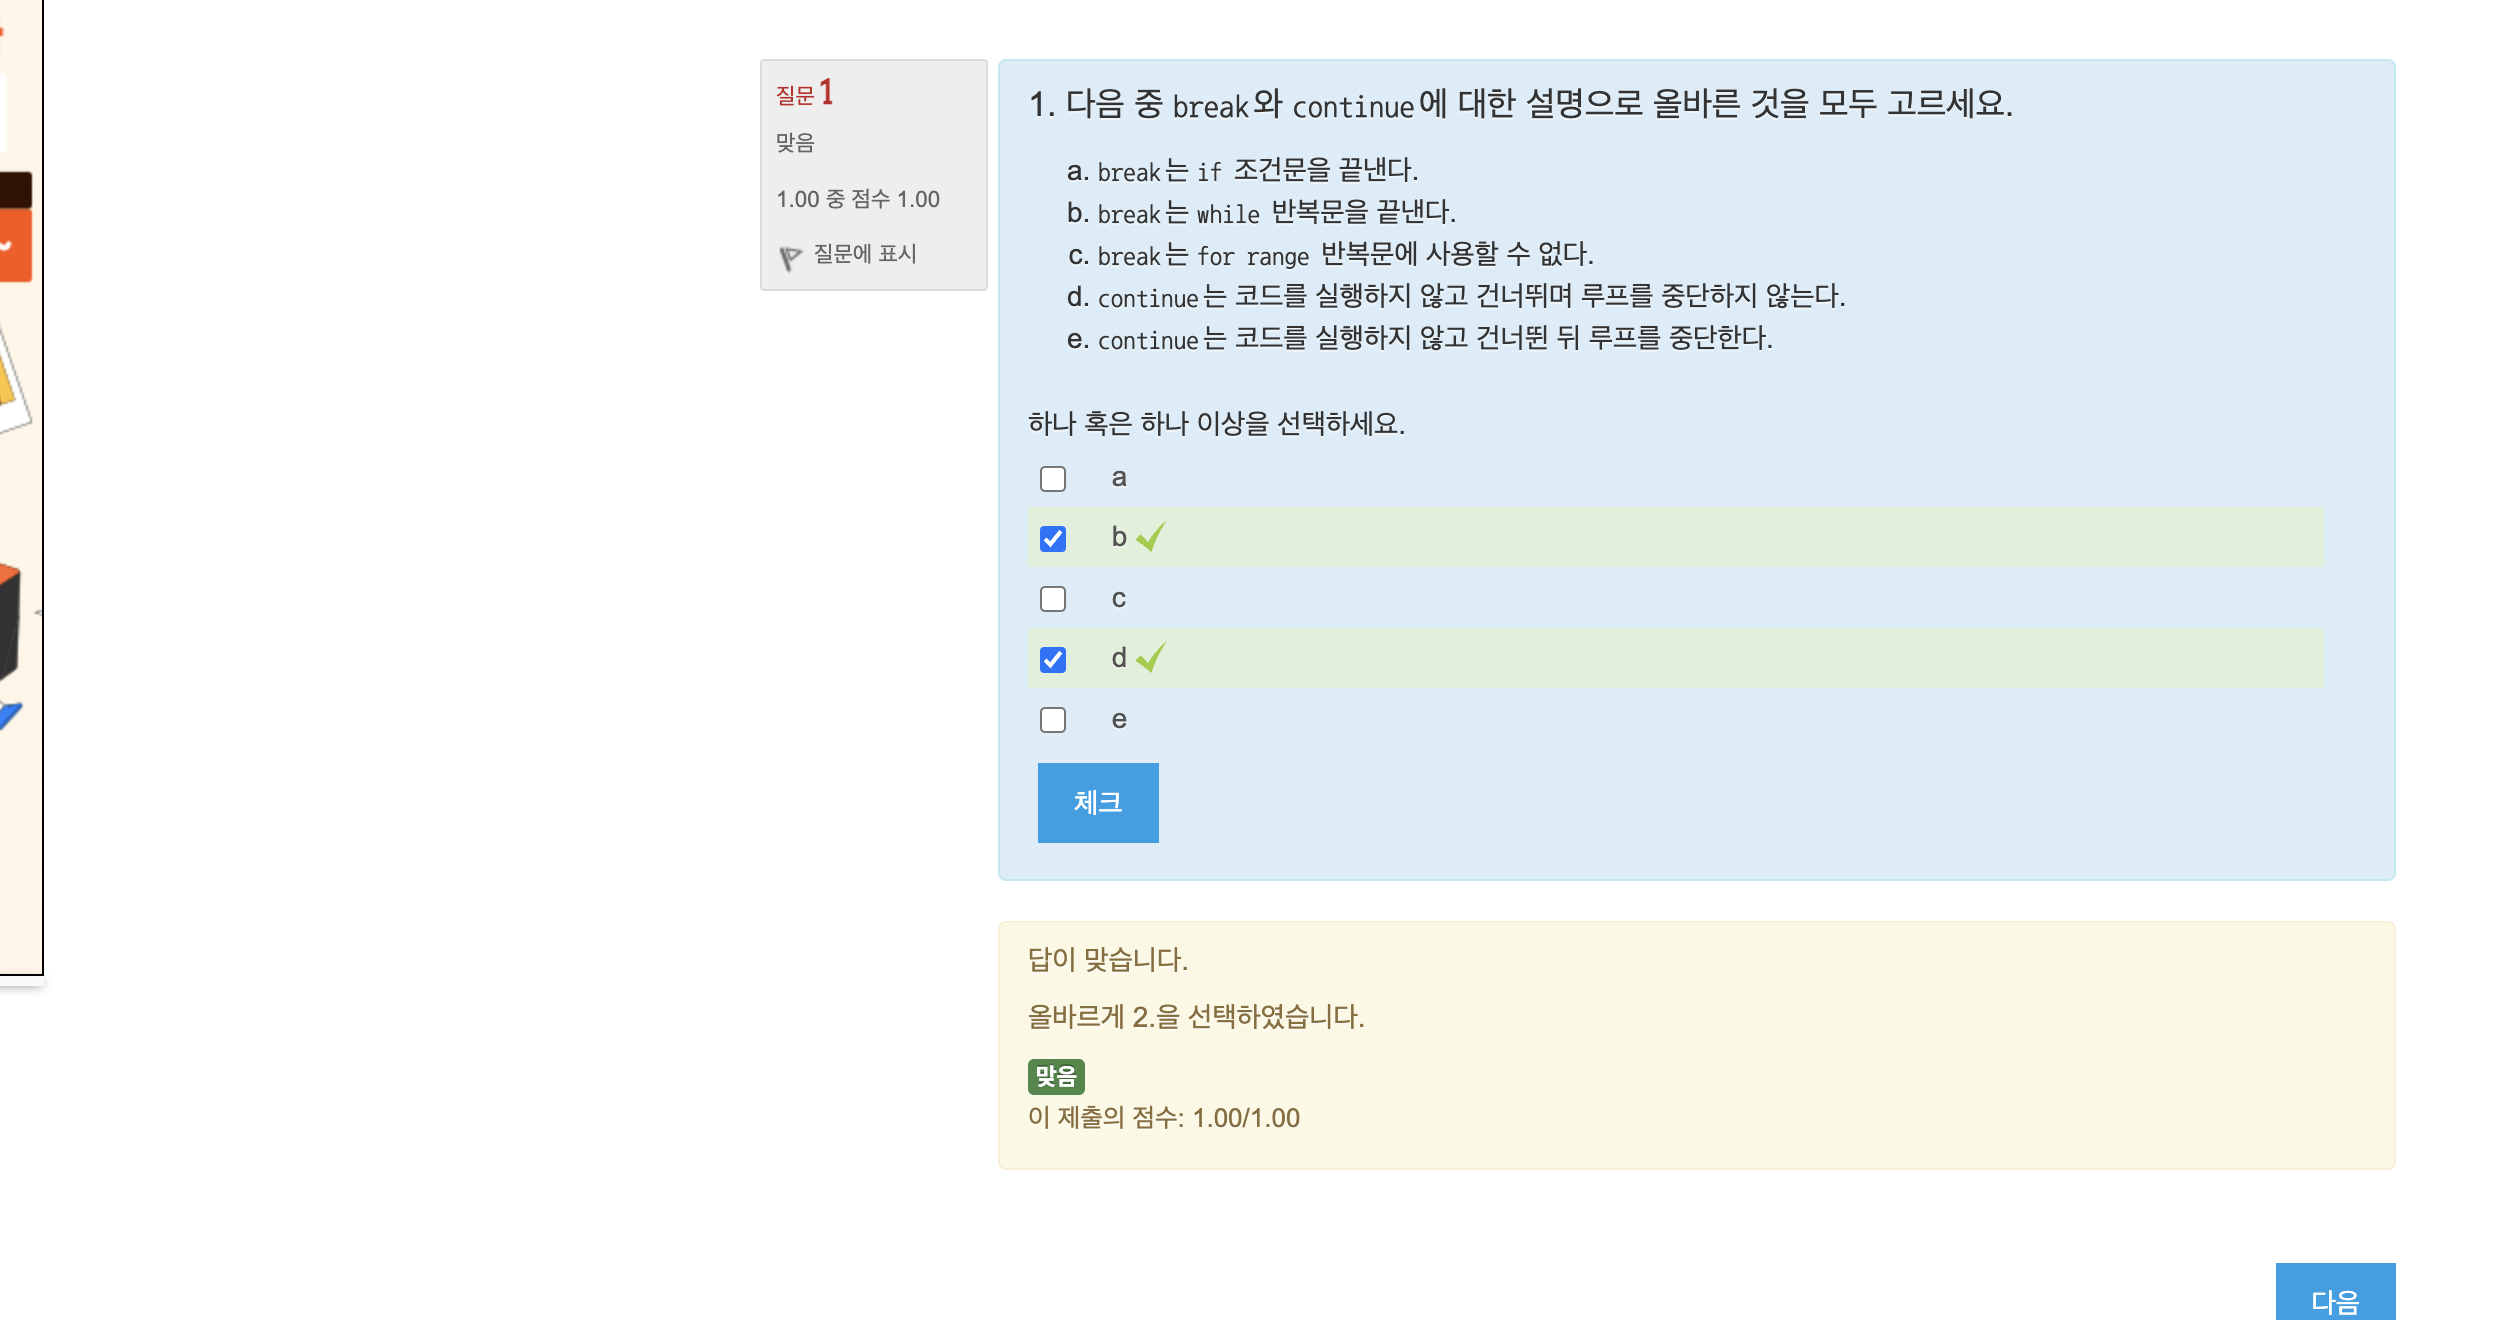 질문 1
맞음
1.00 중 점수 1.00
질문에 표시
1. 다음 중 break와 continue에 대한 설명으로 올바른 것을 모두 고르세요.
a. break는 if 조건문을 끝낸다.
b. break는 while 반복문을 끝낸다.
c. break는 for range 반복문에 사용할 수 없다.
d. continue는 코드를 실행하지 않고 건너뛰며 루프를 중단하지 않는다.
e. continue는 코드를 실행하지 않고 건너뛴 뒤 루프를 중단한다.
하나 혹은 하나 이상을 선택하세요.
a
b
c
d
e
체크
답이 맞습니다.
올바르게 2.을 선택하였습니다.
맞음
이 제출의 점수: 1.00/1.00
다음